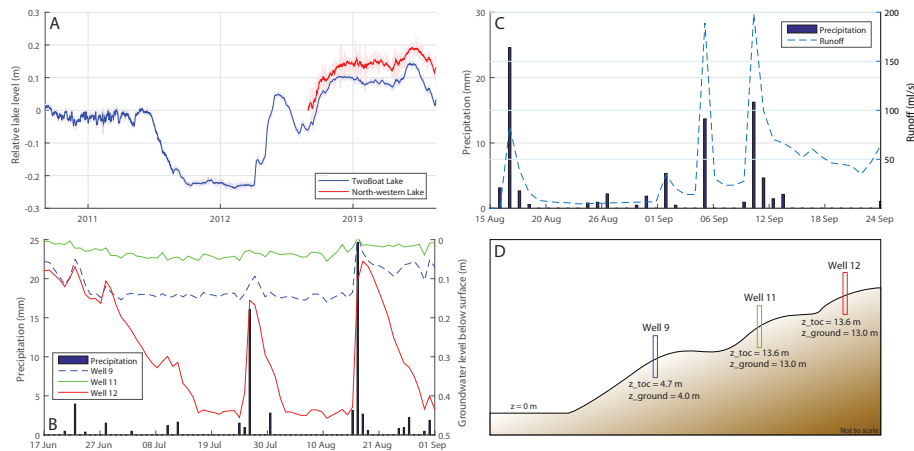 A
0.3
0.2
0.1
0
-0.1
-0.2
-0.3
Relative lake level (m)
2011
2012
2013
TwoBoat Lake
North-western Lake
C
30
20
10
0
Precipitation (mm)
200
150
100
50
Runoff (ml/s)
Precipitation
Runoff
15 Aug
20 Aug
26 Aug
01 Sep
06 Sep
12 Sep
18 Sep
24 Sep
25
20
15
10
5
0
Precipitation (mm)
0
0.1
0.2
0.3
0.4
0.5
Groundwater level below surface (m)
Precipitation
Well 9
Well 11
Well 12
B
17 Jun
27 Jun
08 Jul
19 Jul
30 Jul
10 Aug
21 Aug
01 Sep
D
Well 12
Well 11
Well 9
z_toc = 13.6 m
z_ground = 13.0 m
z_toc = 13.6 m
z_ground = 13.0 m
z_toc = 4.7 m
z_ground = 4.0 m
z = 0 m
Not to scale